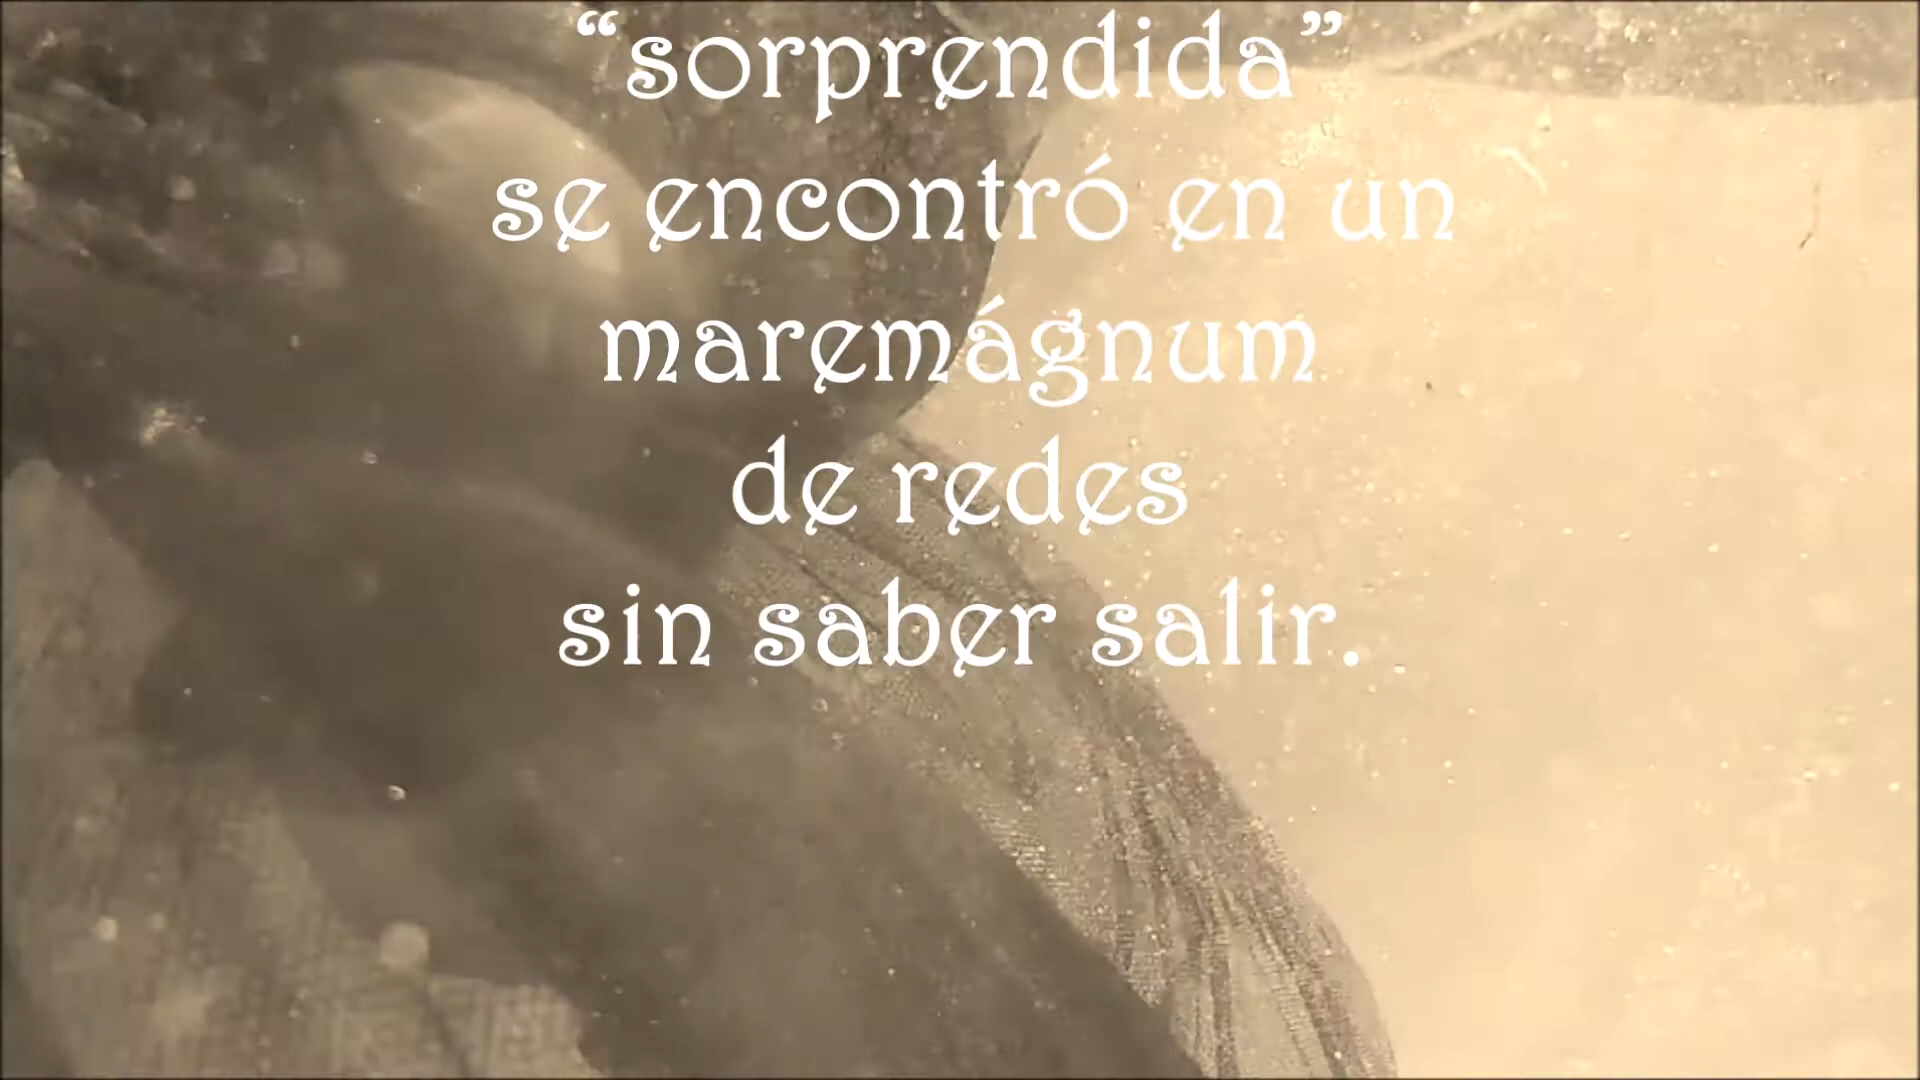 “sorprendida”
se encontró en un
maremágnum
de redes
sin saber salir.